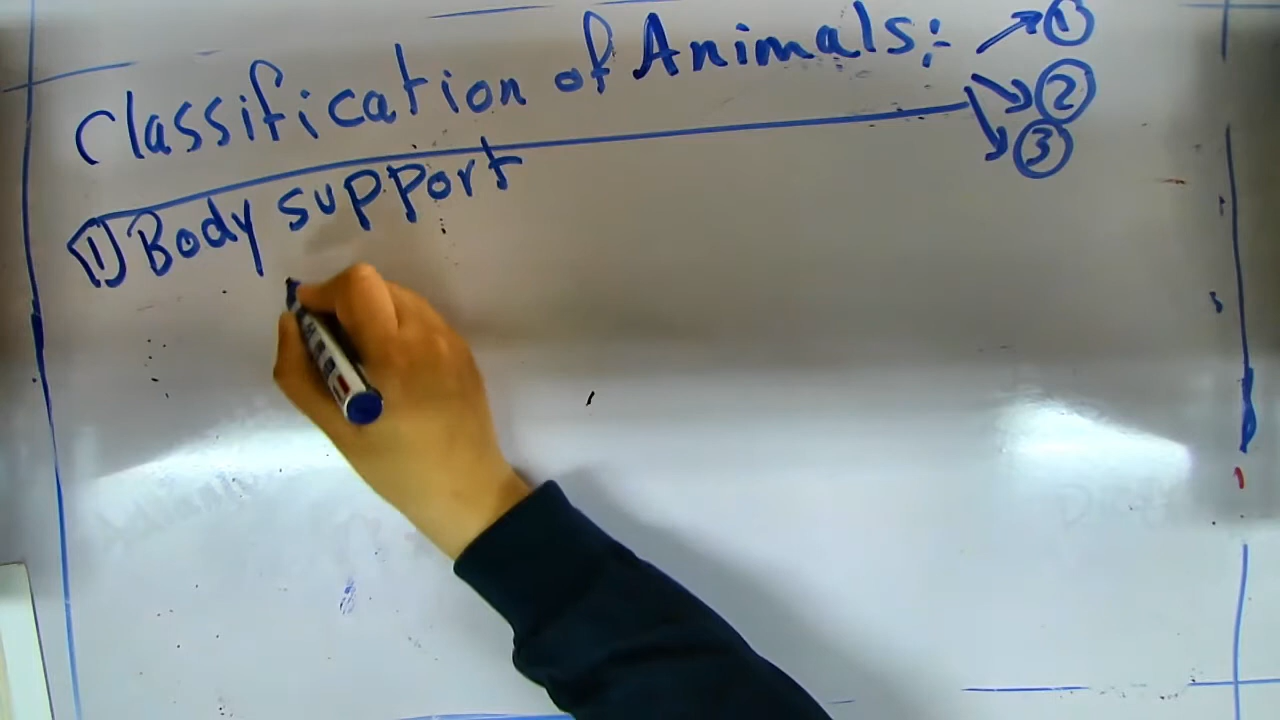 Classification of Animals:- 1
2
3
1) Body support